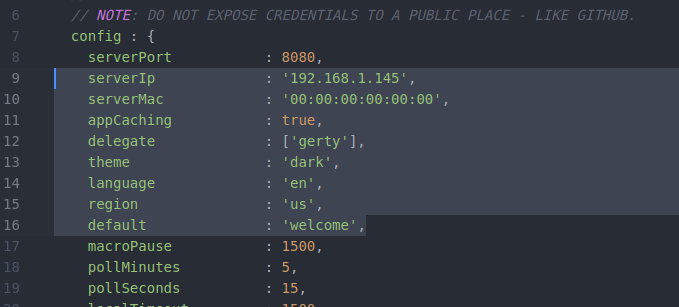 6 // NOTE: DO NOT EXPOSE CREDENTIALS TO A PUBLIC PLACE - LIKE GITHUB.
7 config : {
8 serverPort : 8080,
9 serverIp : '192.168.1.145',
10 serverMac : '00:00:00:00:00:00',
11 appCaching : true,
12 delegate : ['gerty'],
13 theme : 'dark',
14 language : 'en',
15 region : 'us',
16 default : 'welcome',
17 macroPause : 1500,
18 pollMinutes : 5,
19 pollSeconds : 15,